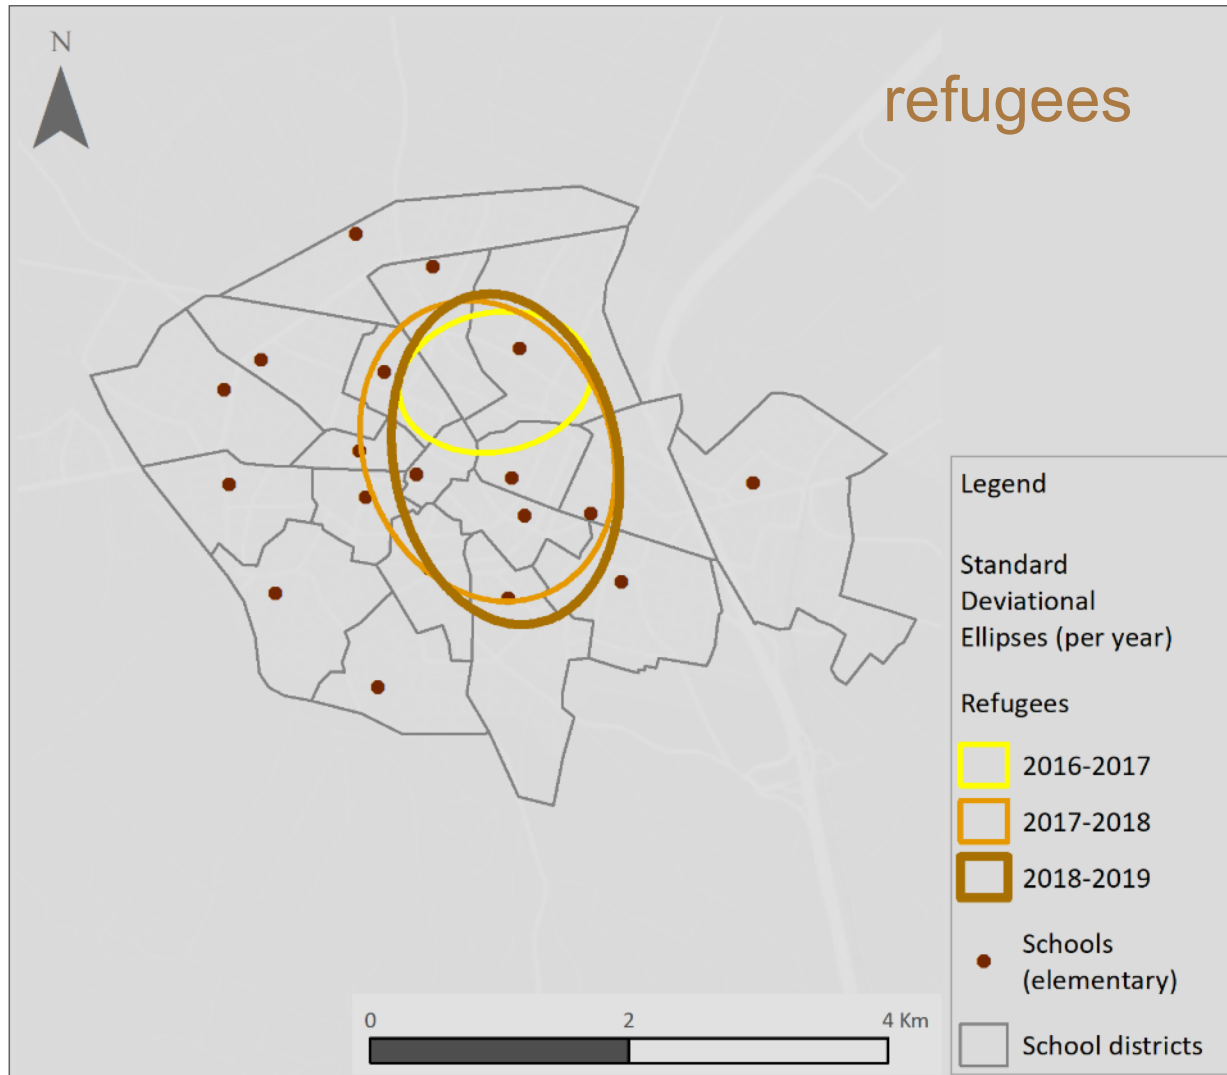 N
refugees
Legend
Standard
Deviational
Ellipses (per year)
Refugees
2016-2017
2017-2018
2018-2019
Schools
(elementary)
School districts
0 2 4 Km